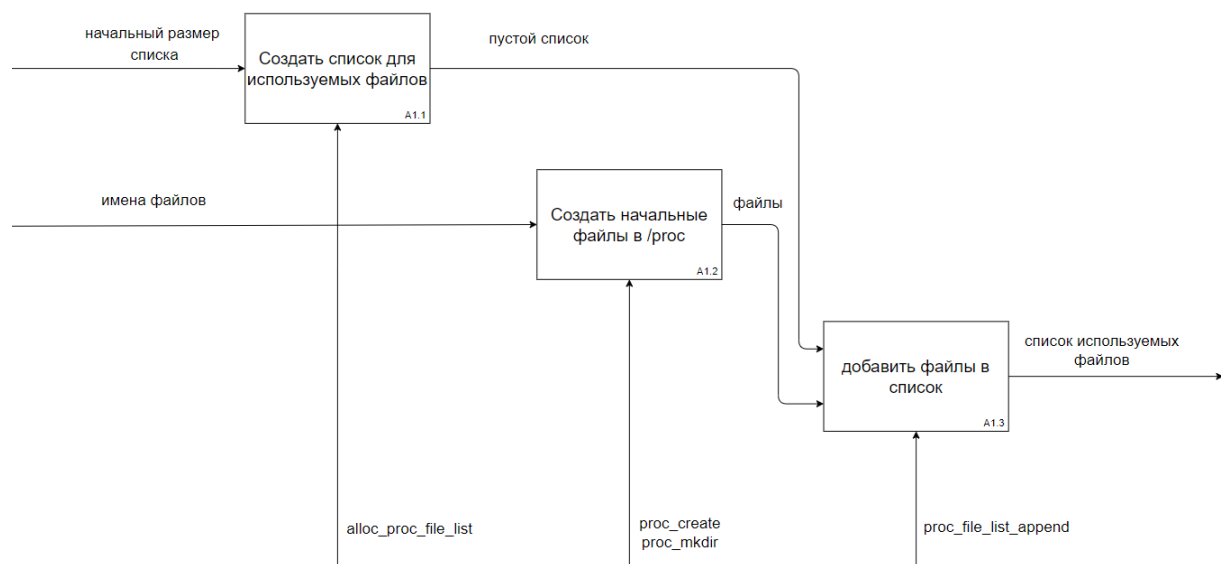 начальный размер
списка
Создать список для
используемых файлов
A1.1
пустой список
имена файлов
Создать начальные
файлы в /proc
A1.2
файлы
добавить файлы в
список
A1.3
список используемых
файлов
alloc_proc_file_list
proc_create
proc_mkdir
proc_file_list_append